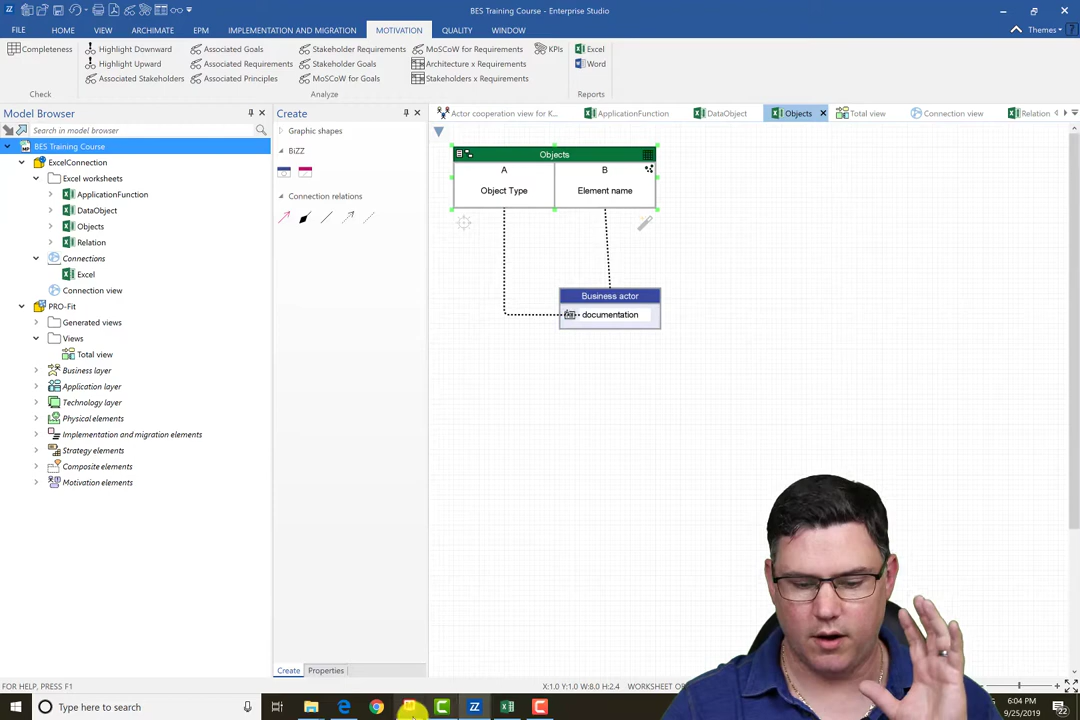 BES Training Course - Enterprise Studio
FILE HOME VIEW ARCHIMATE EPM IMPLEMENTATION AND MIGRATION MOTIVATION QUALITY WINDOW Themes
Completeness Highlight Downward Associated Goals Stakeholder Requirements MoSCoW for Requirements KPIs Excel
Highlight Upward Associated Requirements Stakeholder Goals Architecture x Requirements Word
Associated Stakeholders Associated Principles MoSCoW for Goals Stakeholders x Requirements
Check Analyze Reports
Model Browser Create Actor cooperation view for K... ApplicationFunction DataObject Objects Total view Connection view Relation
Search in model browser
BES Training Course
ExcelConnection
Excel worksheets
ApplicationFunction
DataObject
Objects
Relation
Connections
Excel
Connection view
PRO-Fit
Generated views
Views
Total view
Business layer
Application layer
Technology layer
Physical elements
Implementation and migration elements
Strategy elements
Composite elements
Motivation elements
Graphic shapes
BiZZ
Connection relations
Objects
A B
Object Type Element name
Business actor
documentation
Create Properties
FOR HELP, PRESS F1 X:1.0 Y:1.0 W:8.0 H:2.4 WORKSHEET OB
Type here to search
6:04 PM
9/25/2019
22